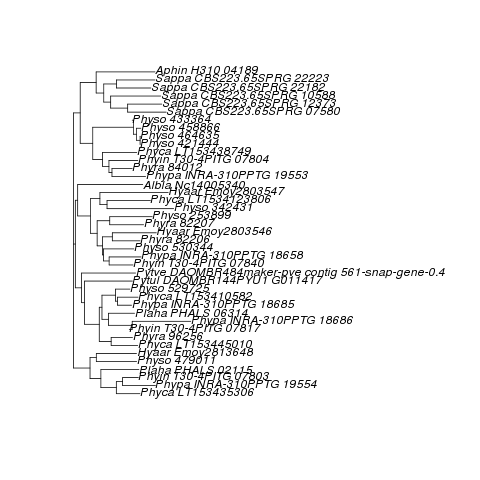 Aphin H310 04189
Sappa CBS223.65SPRG 22223
Sappa CBS223.65SPRG 22182
Sappa CBS223.65SPRG 10588
Sappa CBS223.65SPRG 12373
Sappa CBS223.65SPRG 07580
Physo 433364
Physo 458866
Physo 464635
Physo 421444
Phyca LT153438749
Phyin T30-4PITG 07804
Phyra 84012
Phypa INRA-310PPTG 19553
Albla Nc14005340
Hyaar Emoy2803547
Phyca LT1534123806
Physo 342431
Physo 253899
Phyra 82207
Hyaar Emoy2803546
Phyra 82206
Physo 530344
Phypa INRA-310PPTG 18658
Phyin T30-4PITG 07840
Pytve DAOMBR484maker-pve contig 561-snap-gene-0.4
Pytul DAOMBR144PYU1 G011417
Physo 529725
Phyca LT153410582
Phypa INRA-310PPTG 18685
Plaha PHALS 06314
Phypa INRA-310PPTG 18686
Phyin T30-4PITG 07817
Phyra 96256
Phyca LT153445010
Hyaar Emoy2813648
Physo 479011
Plaha PHALS 02115
Phyin T30-4PITG 07803
Phypa INRA-310PPTG 19554
Phyca LT153435306